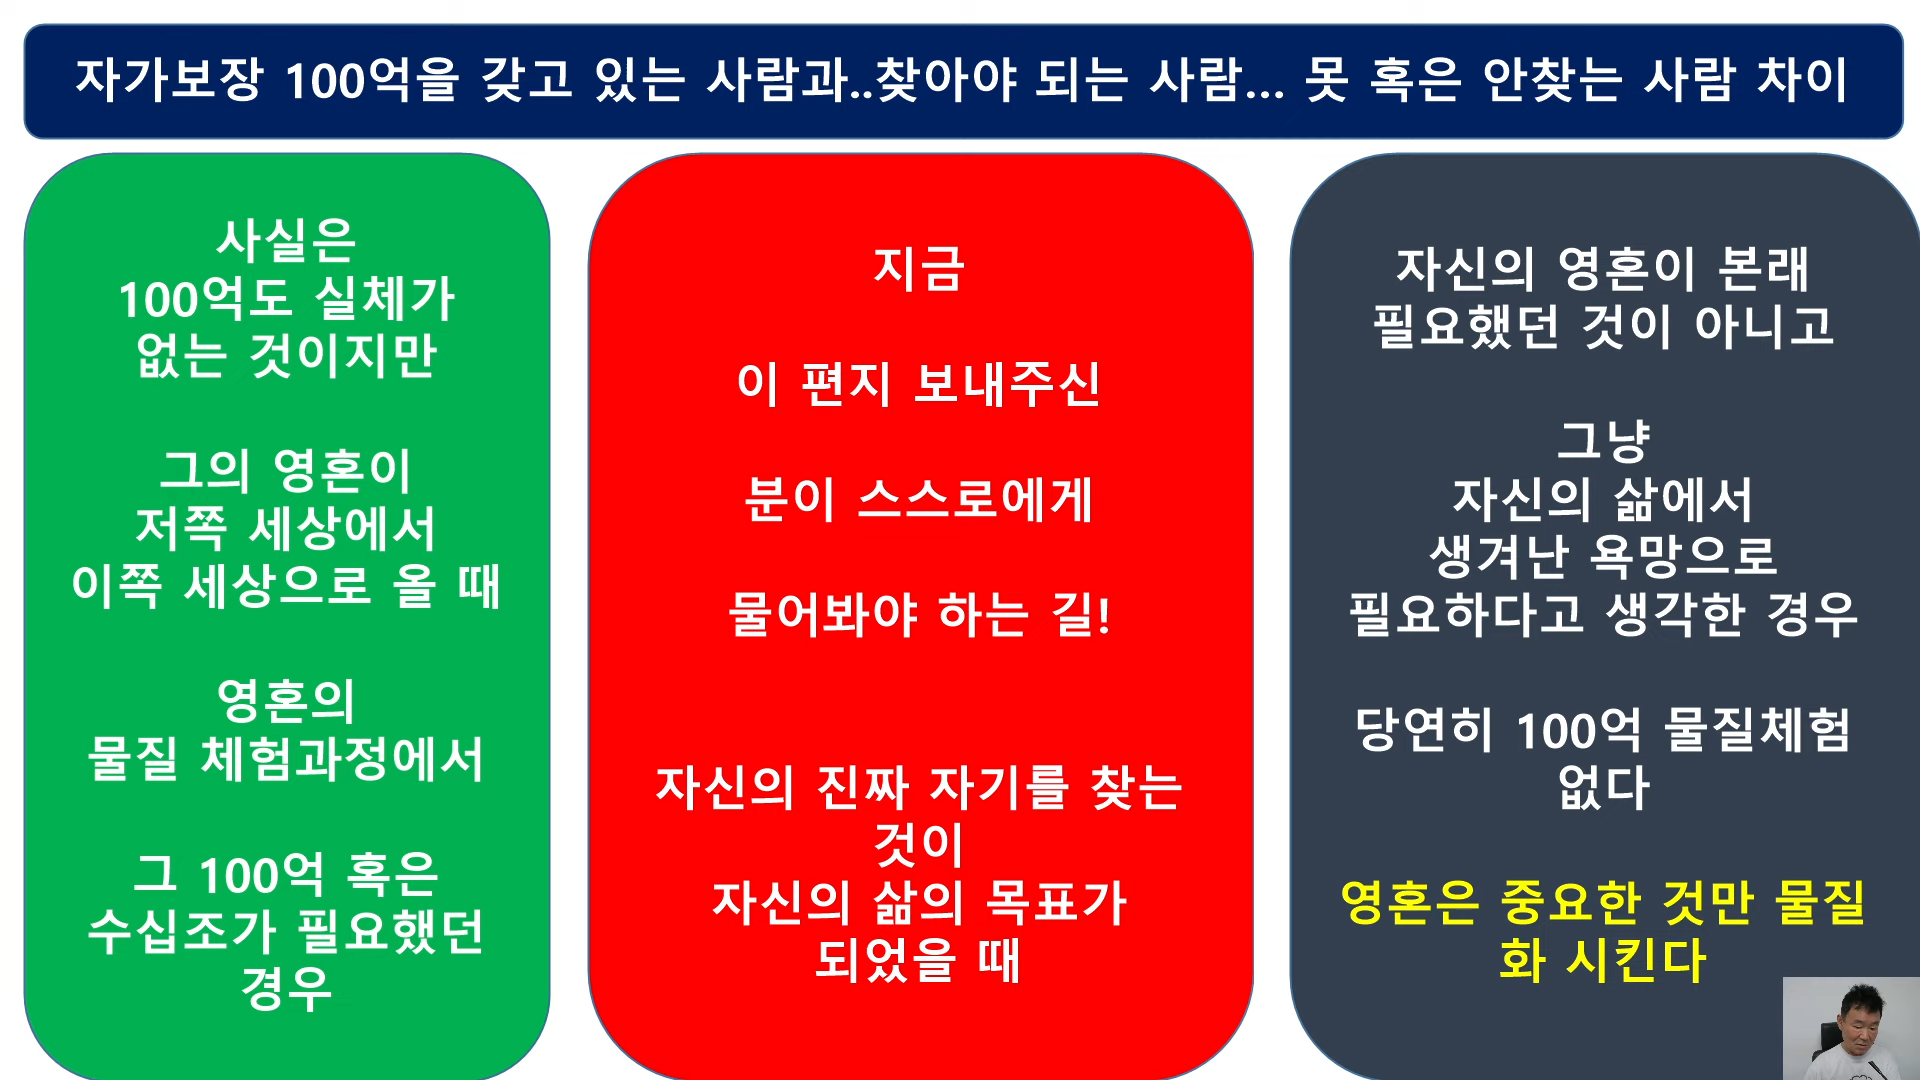 자가보장 100억을 갖고 있는 사람과..찾아야 되는 사람... 못 혹은 안찾는 사람 차이
사실은
100억도 실체가
없는 것이지만
그의 영혼이
저쪽 세상에서
이쪽 세상으로 올 때
영혼의
물질 체험과정에서
그 100억 혹은
수십조가 필요했던
경우
지금
이 편지 보내주신
분이 스스로에게
물어봐야 하는 길!
자신의 진짜 자기를 찾는
것이
자신의 삶의 목표가
되었을 때
자신의 영혼이 본래
필요했던 것이 아니고
그냥
자신의 삶에서
생겨난 욕망으로
필요하다고 생각한 경우
당연히 100억 물질체험
없다
영혼은 중요한 것만 물질
화 시킨다